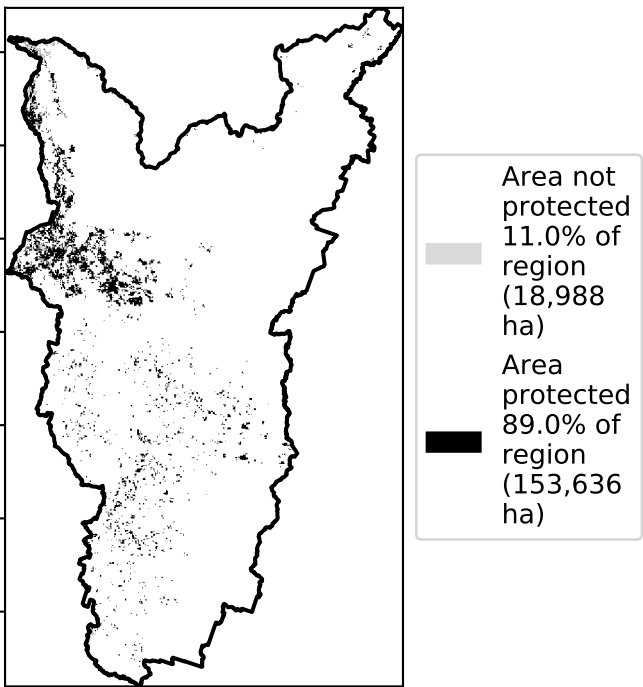 Area not
protected
11.0% of
region
(18,988
ha)
Area
protected
89.0% of
region
(153,636
ha)